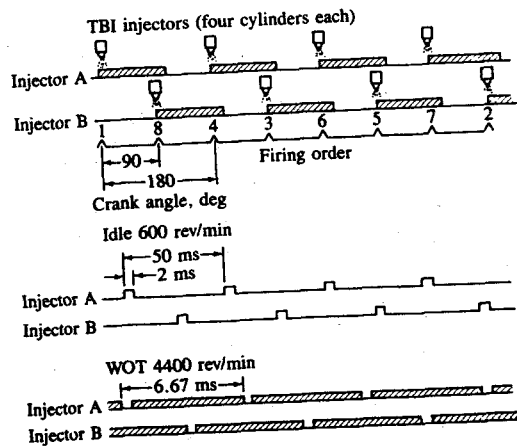 TBI injectors (four cylinders each)
Injector A
Injector B
1 8 4 3 6 5 7 2
90
Firing order
180
Crank angle, deg
Idle 600 rev/min
50 ms
2 ms
Injector A
Injector B
WOT 4400 rev/min
6.67 ms
Injector A
Injector B